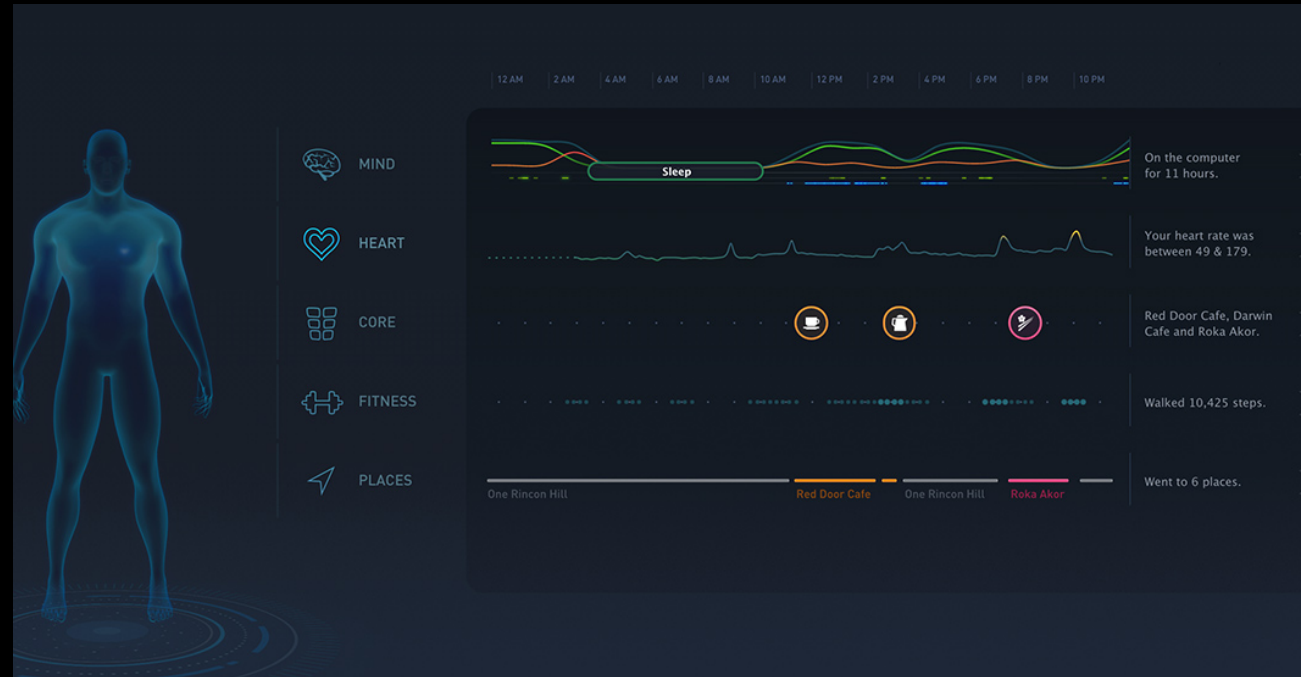 12 AM 2 AM 4 AM 6 AM 8 AM 10 AM 12 PM 2 PM 4 PM 6 PM 8 PM 10 PM
MIND
Sleep
On the computer
for 11 hours.
HEART
Your heart rate was
between 49 & 179.
CORE
Red Door Cafe, Darwin
Cafe and Roka Akor.
FITNESS
Walked 10,425 steps.
PLACES
One Rincon Hill Red Door Cafe One Rincon Hill Roka Akor
Went to 6 places.